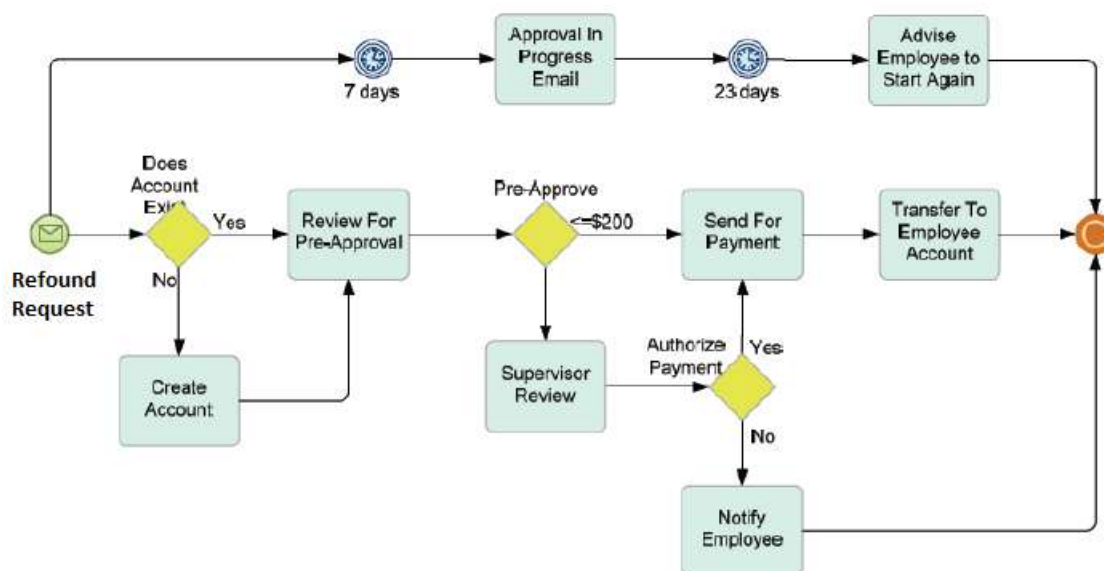 Approval In
Progress
Email
Advise
Employee to
Start Again
7 days
23 days
Does
Account
Exist
Yes
No
Review For
Pre-Approval
Pre-Approve
<=$200
Send For
Payment
Transfer To
Employee
Account
Refound
Request
Create
Account
Supervisor
Review
Authorize
Payment
Yes
No
Notify
Employee